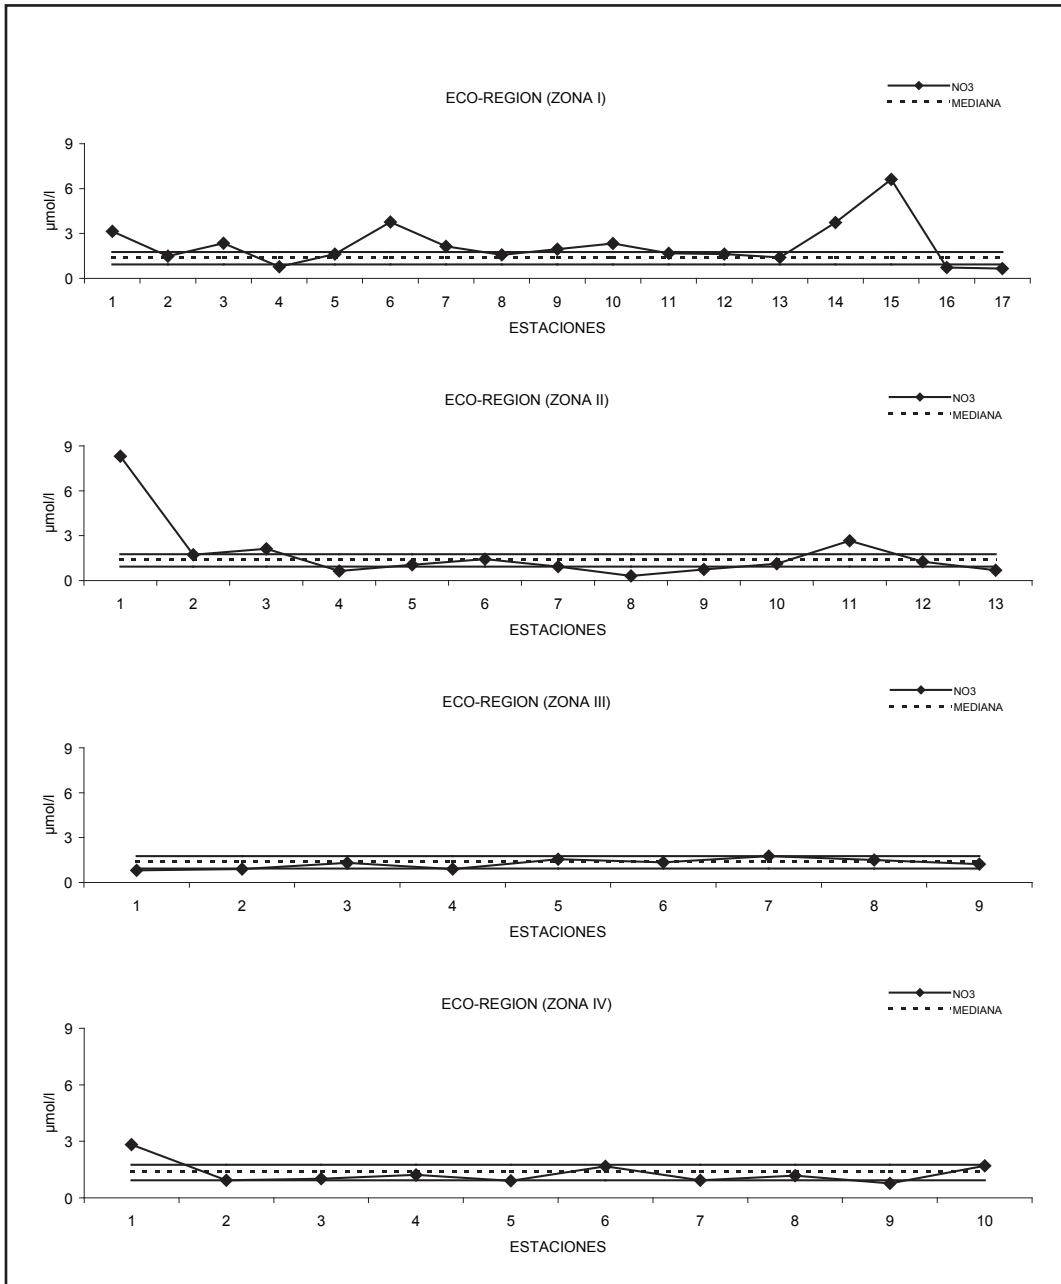 ECO-REGION (ZONA I)
NO3
MEDIANA
9
6
3
0
µmol/l
1 2 3 4 5 6 7 8 9 10 11 12 13 14 15 16 17
ESTACIONES
ECO-REGION (ZONA II)
NO3
MEDIANA
9
6
3
0
µmol/l
1 2 3 4 5 6 7 8 9 10 11 12 13
ESTACIONES
ECO-REGION (ZONA III)
NO3
MEDIANA
9
6
3
0
µmol/l
1 2 3 4 5 6 7 8 9
ESTACIONES
ECO-REGION (ZONA IV)
NO3
MEDIANA
9
6
3
0
µmol/l
1 2 3 4 5 6 7 8 9 10
ESTACIONES